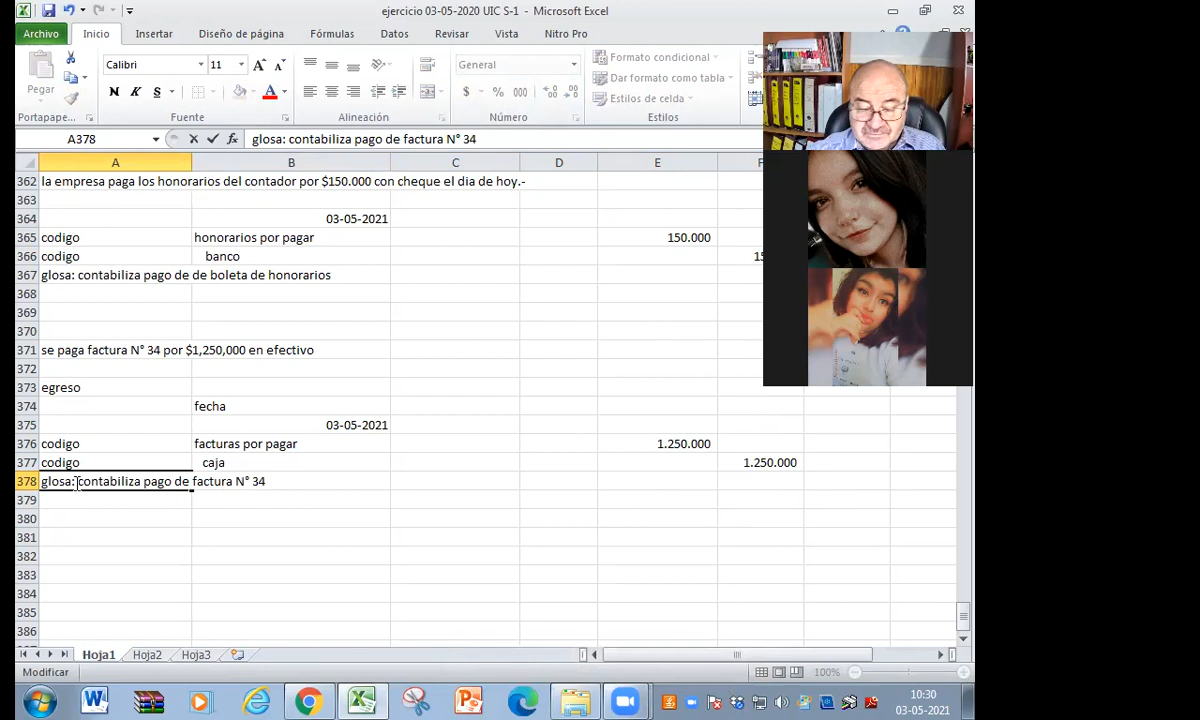 ejercicio 03-05-2020 UIC S-1 - Microsoft Excel
Archivo Inicio Insertar Diseño de página Fórmulas Datos Revisar Vista Nitro Pro
Pegar
Calibri 11
General
Formato condicional
Dar formato como tabla
Estilos de celda
Portapape... Fuente Alineación Número Estilos
A378 glosa: contabiliza pago de factura N° 34
A B C D E F
362 la empresa paga los honorarios del contador por $150.000 con cheque el dia de hoy.-
363
364 03-05-2021
365 codigo honorarios por pagar 150.000
366 codigo banco
367 glosa: contabiliza pago de de boleta de honorarios
368
369
370
371 se paga factura N° 34 por $1,250,000 en efectivo
372
373 egreso
374 fecha
375 03-05-2021
376 codigo facturas por pagar 1.250.000
377 codigo caja 1.250.000
378 glosa: contabiliza pago de factura N° 34
379
380
381
382
383
384
385
386
Hoja1 Hoja2 Hoja3
Modificar 100%
10:30
03-05-2021